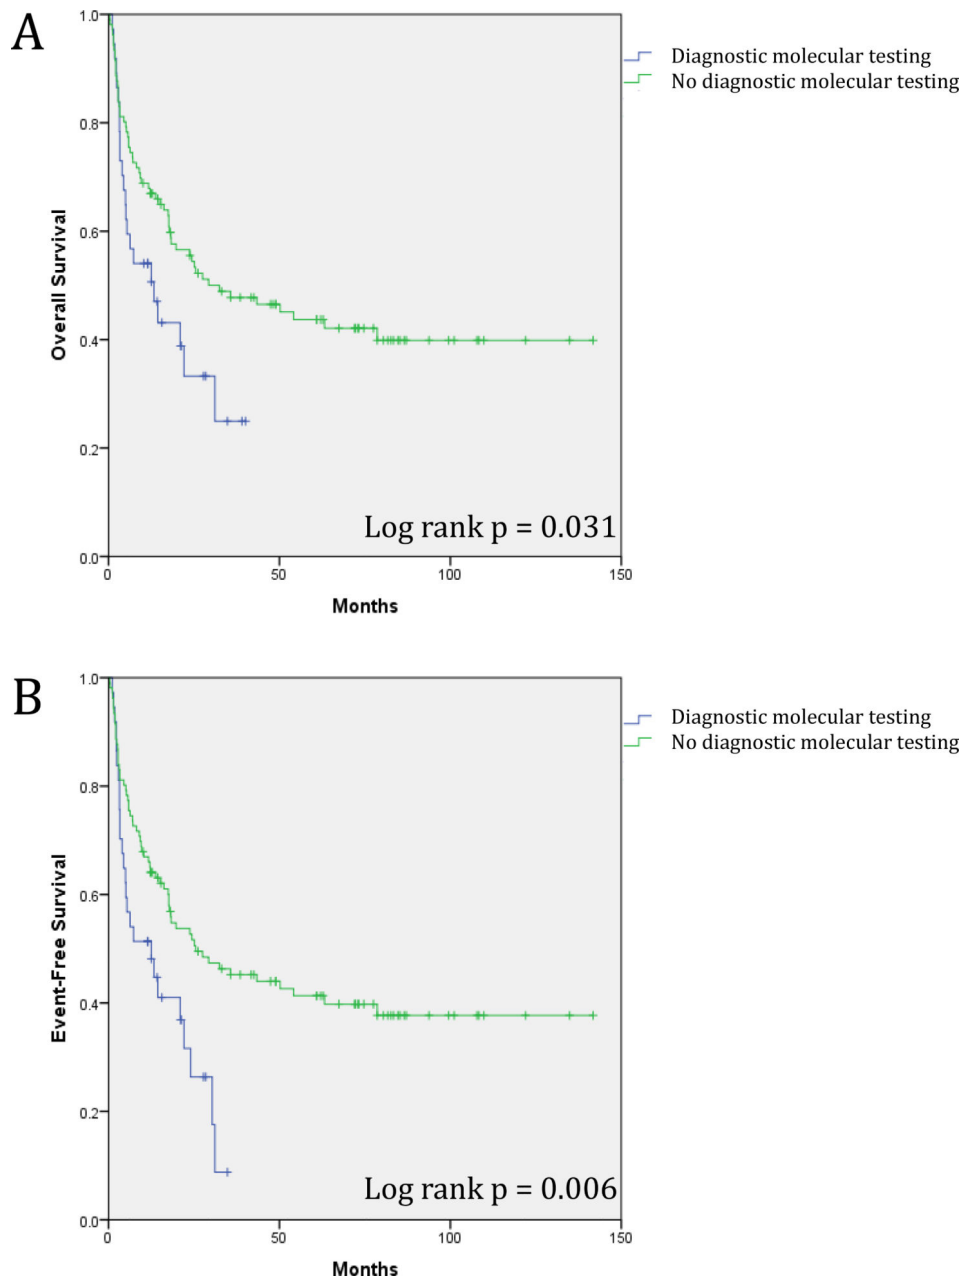 A
1.0
0.8
0.6
0.4
0.2
0.0
Overall Survival
0
50
100
150
Months
Log rank p = 0.031
Diagnostic molecular testing
No diagnostic molecular testing
B
1.0
0.8
0.6
0.4
0.2
0.0
Event-Free Survival
0
50
100
150
Months
Log rank p = 0.006
Diagnostic molecular testing
No diagnostic molecular testing